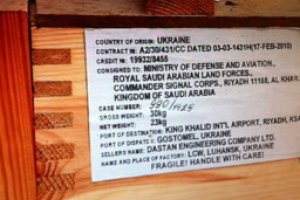 COUNTRY OF ORIGIN: UKRAINE
CONTRACT №: A2/30/431/CC DATED 03-03-1431H(17-FEB-2010)
CREDIT №: 19932/8455
CONSIGNED TO: MINISTRY OF DEFENSE AND AVIATION,
ROYAL SAUDI ARABIAN LAND FORCES,
COMMANDER SIGNAL CORPS, RIYADH 11165, AL KHAR
KINGDOM OF SAUDI ARABIA
CASE NUMBER:
GROSS WEIGHT: 30kg
NET WEIGHT: 23kg
PORT OF DESTINATION: KING KHALID INT'L AIRPORT, RIYADH, KSA
PORT OF DISPATCH: GOSTOMEL, UKRAINE
SELLERS NAME: DASTAN ENGINEERING COMPANY LTD.
NAME AND PLACE OF FACTORY: LCW, LUHANSK, UKRAINE
FRAGILE! HANDLE WITH CARE!